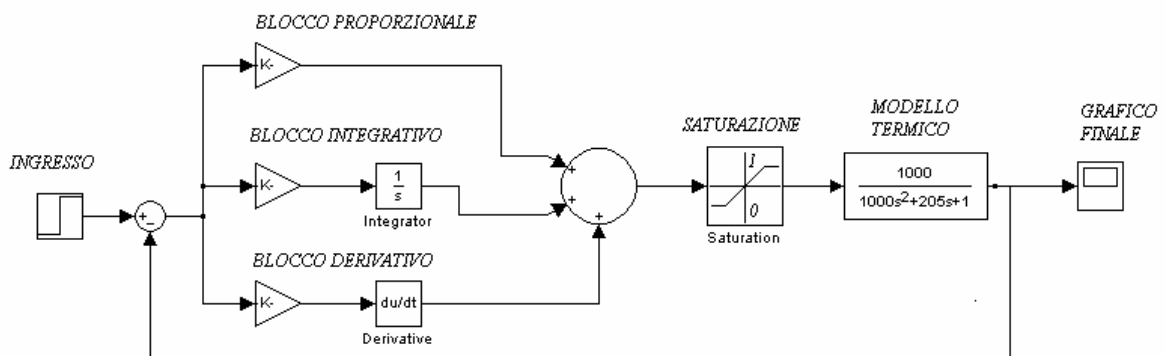 BLOCCO PROPORZIONALE
K-
BLOCCO INTEGRATIVO
K-
1
s
Integrator
BLOCCO DERIVATIVO
K-
du/dt
Derivative
INGRESSO
+
−
+
+
+
SATURAZIONE
1
0
Saturation
MODELLO
TERMICO
1000
1000s²+205s+1
GRAFICO
FINALE